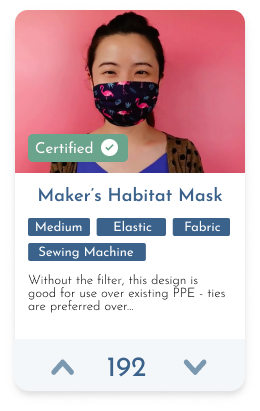 Certified
Maker's Habitat Mask
Medium Elastic Fabric
Sewing Machine
Without the filter, this design is
good for use over existing PPE - ties
are preferred over...
192